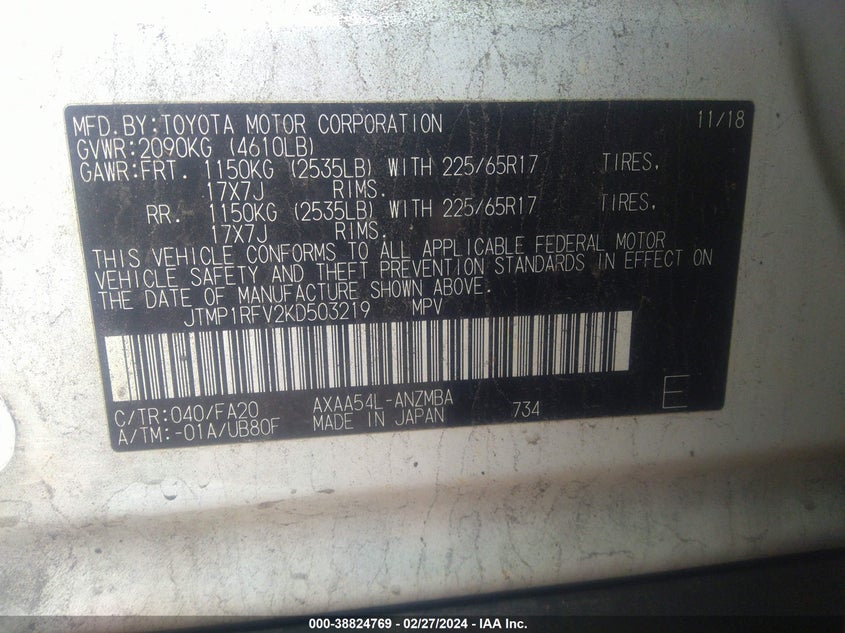 MFD.BY:TOYOTA MOTOR CORPORATION 11/18
GVWR:2090KG (4610LB)
GAWR:FRT. 1150KG (2535LB) WITH 225/65R17 TIRES,
17X7J RIMS.
RR. 1150KG (2535LB) WITH 225/65R17 TIRES,
17X7J RIMS.
THIS VEHICLE CONFORMS TO ALL APPLICABLE FEDERAL MOTOR
VEHICLE SAFETY AND THEFT PREVENTION STANDARDS IN EFFECT ON
THE DATE OF MANUFACTURE SHOWN ABOVE.
JTMP1RFV2KD503219 MPV
C/TR:040/FA20 AXAA54L-ANZMBA 734 E
A/TM:-01A/UB80F MADE IN JAPAN
000-38824769 - 02/27/2024 - IAA Inc.